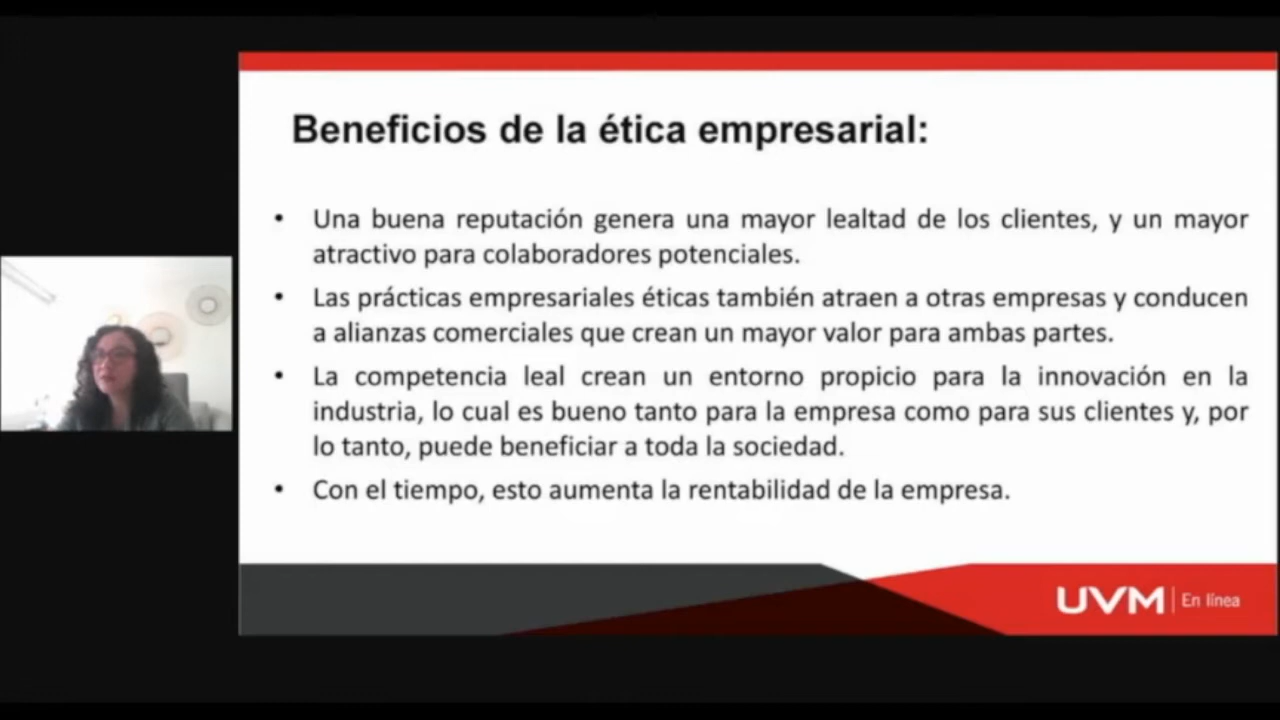 Beneficios de la ética empresarial:
• Una buena reputación genera una mayor lealtad de los clientes, y un mayor
atractivo para colaboradores potenciales.
• Las prácticas empresariales éticas también atraen a otras empresas y conducen
a alianzas comerciales que crean un mayor valor para ambas partes.
• La competencia leal crean un entorno propicio para la innovación en la
industria, lo cual es bueno tanto para la empresa como para sus clientes y, por
lo tanto, puede beneficiar a toda la sociedad.
• Con el tiempo, esto aumenta la rentabilidad de la empresa.
UVM | En línea